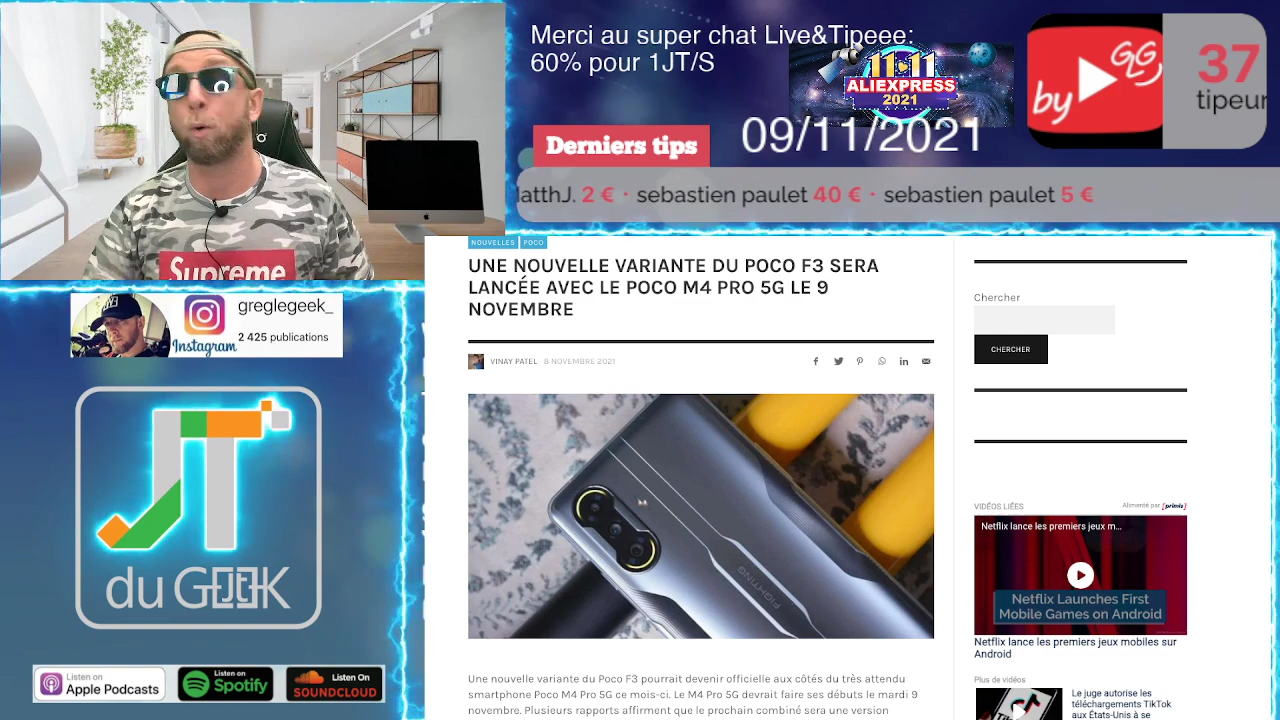 Merci au super chat Live&Tipeee:
60% pour 1JT/S
11.11
ALIEXPRESS
2021
by GLG
37
tipeur
Derniers tips
09/11/2021
atthJ. 2 € · sebastien paulet 40 € · sebastien paulet 5 €
Supreme
greglegeek_
2 425 publications
Instagram
JT
du GEEK
Listen on
Apple Podcasts
Listen on
Spotify
Listen on
SOUNDCLOUD
NOUVELLES POCO
UNE NOUVELLE VARIANTE DU POCO F3 SERA
LANCÉE AVEC LE POCO M4 PRO 5G LE 9
NOVEMBRE
VINAY PATEL 8 NOVEMBRE 2021
FIGHTING
Une nouvelle variante du Poco F3 pourrait devenir officielle aux côtés du très attendu
smartphone Poco M4 Pro 5G ce mois-ci. Le M4 Pro 5G devrait faire ses débuts le mardi 9
novembre. Plusieurs rapports affirment que le prochain combiné sera une version
Chercher
CHERCHER
VIDÉOS LIÉES
Alimenté par [primis]
Netflix lance les premiers jeux m...
Netflix Launches First
Mobile Games on Android
Netflix lance les premiers jeux mobiles sur
Android
Plus de vidéos
Le juge autorise les
téléchargements TikTok
aux États-Unis à se